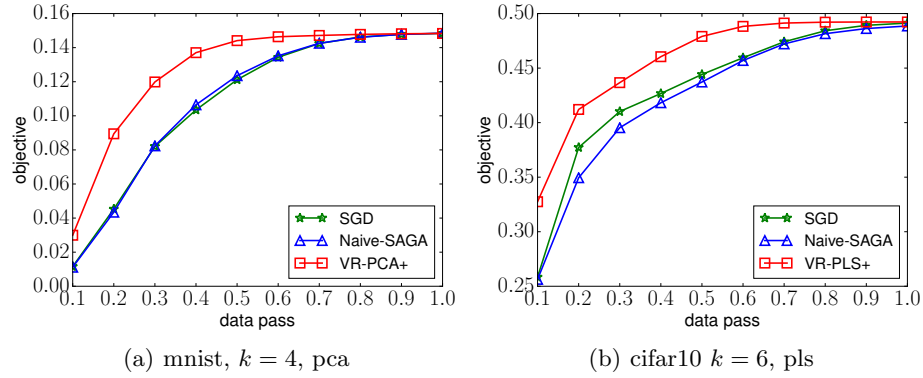 0.16
0.14
0.12
0.10
0.08
0.06
0.04
0.02
0.00
objective
0.1 0.2 0.3 0.4 0.5 0.6 0.7 0.8 0.9 1.0
data pass
SGD
Naive-SAGA
VR-PCA+
(a) mnist, k = 4, pca
0.50
0.45
0.40
0.35
0.30
0.25
objective
0.1 0.2 0.3 0.4 0.5 0.6 0.7 0.8 0.9 1.0
data pass
SGD
Naive-SAGA
VR-PLS+
(b) cifar10 k = 6, pls